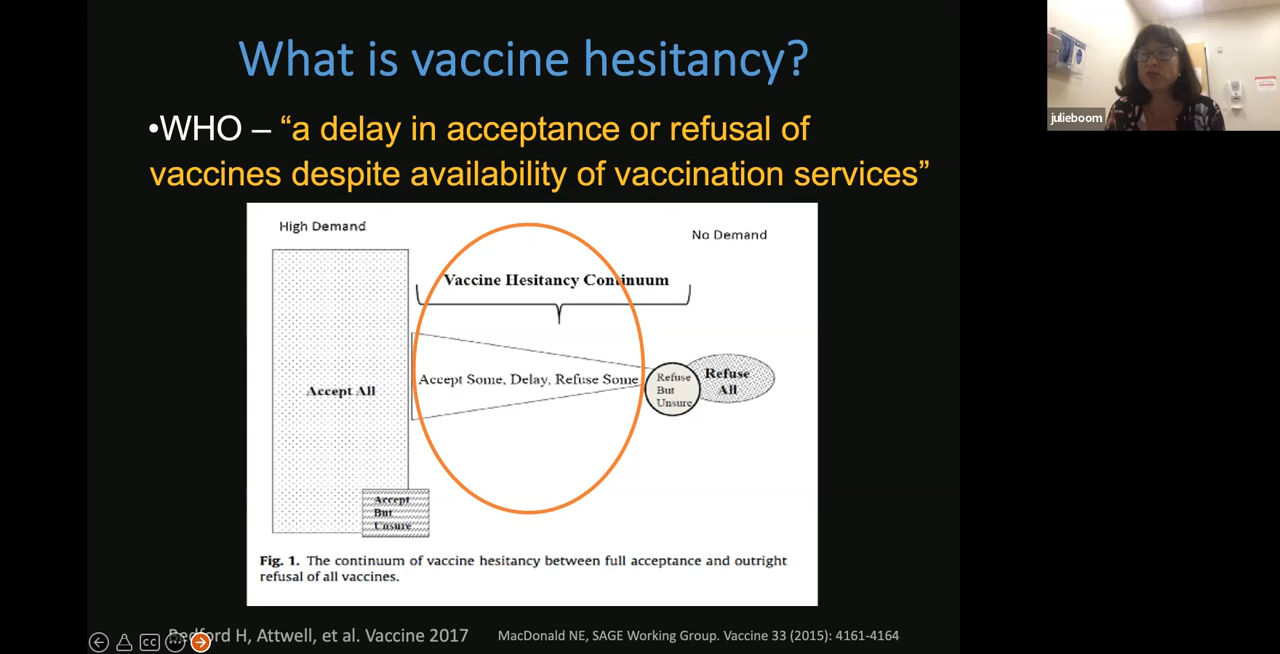 What is vaccine hesitancy?
•WHO – “a delay in acceptance or refusal of
vaccines despite availability of vaccination services”
High Demand
No Demand
Vaccine Hesitancy Continuum
Accept All
Accept Some, Delay, Refuse Some
Refuse
But
Unsure
Refuse
All
Accept
But
Unsure
Fig. 1. The continuum of vaccine hesitancy between full acceptance and outright
refusal of all vaccines.
Bedford H, Attwell, et al. Vaccine 2017
MacDonald NE, SAGE Working Group. Vaccine 33 (2015): 4161-4164
CC
julieboom